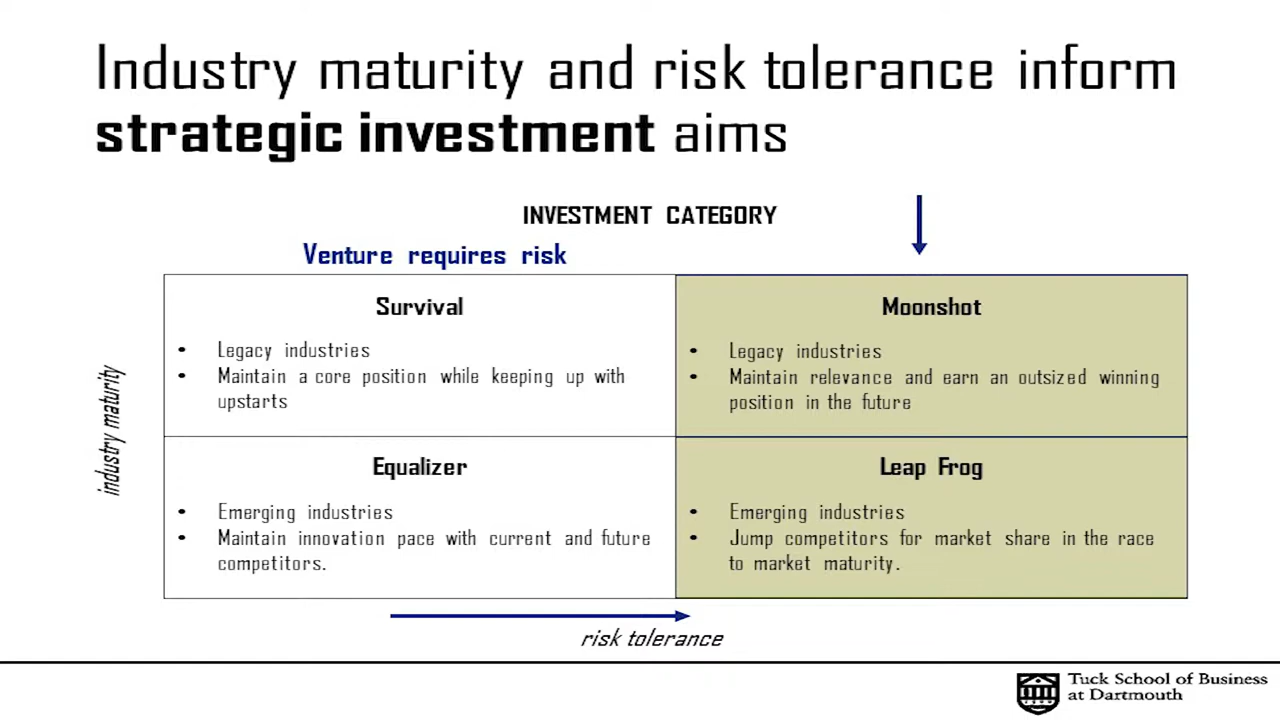 Industry maturity and risk tolerance inform
strategic investment aims
INVESTMENT CATEGORY
Venture requires risk
Survival
• Legacy industries
• Maintain a core position while keeping up with
upstarts
Moonshot
• Legacy industries
• Maintain relevance and earn an outsized winning
position in the future
industry maturity
Equalizer
• Emerging industries
• Maintain innovation pace with current and future
competitors.
Leap Frog
• Emerging industries
• Jump competitors for market share in the race
to market maturity.
risk tolerance
Tuck School of Business
at Dartmouth